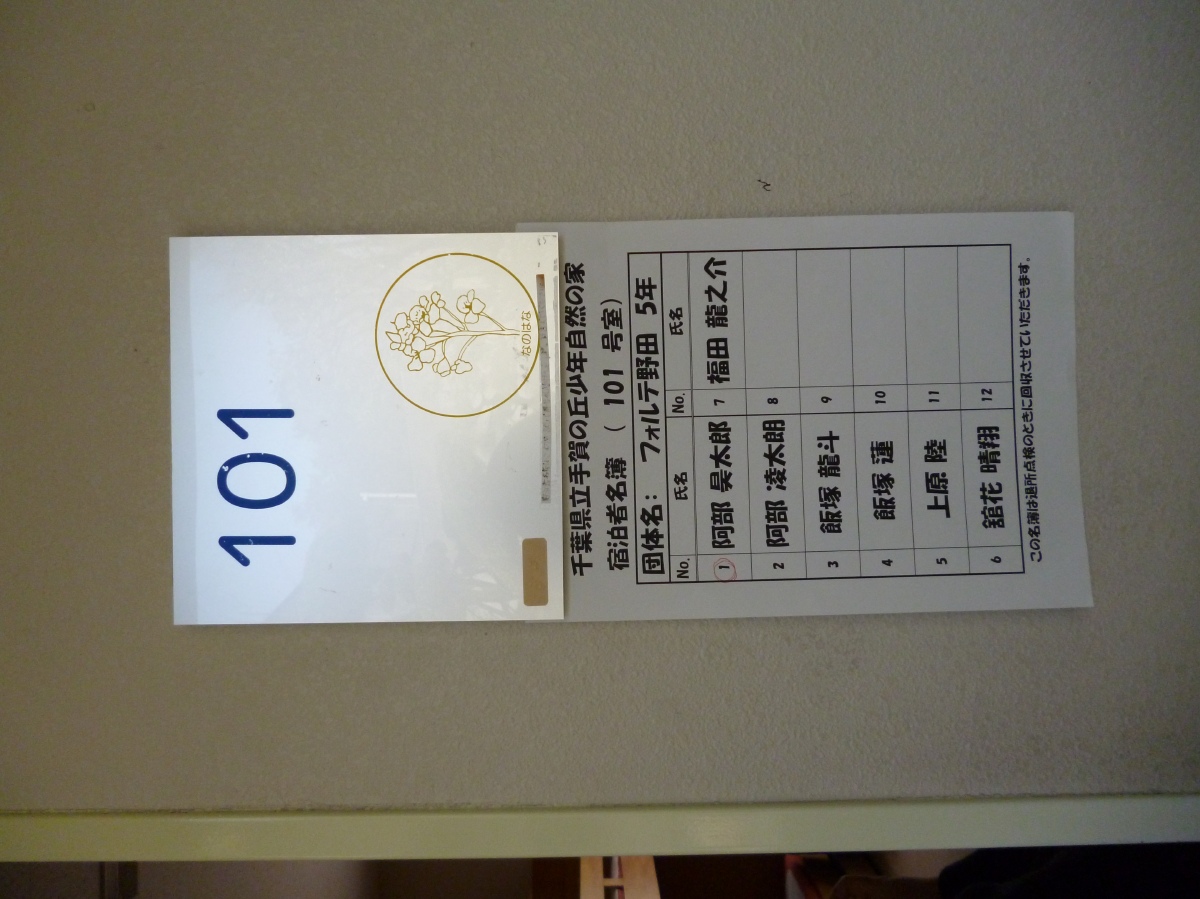 101
なのはな
千葉県立手賀の丘少年自然の家
宿泊者名簿 ( 101 号室)
団体名: フォルテ野田 5年
No. 氏名 No. 氏名
1 阿部 昊太郎 7 福田 龍之介
2 阿部 凌太朗 8
3 飯塚 龍斗 9
4 飯塚 蓮 10
5 上原 陸 11
6 舘花 晴翔 12
この名簿は退所点検のときに回収させていただきます。